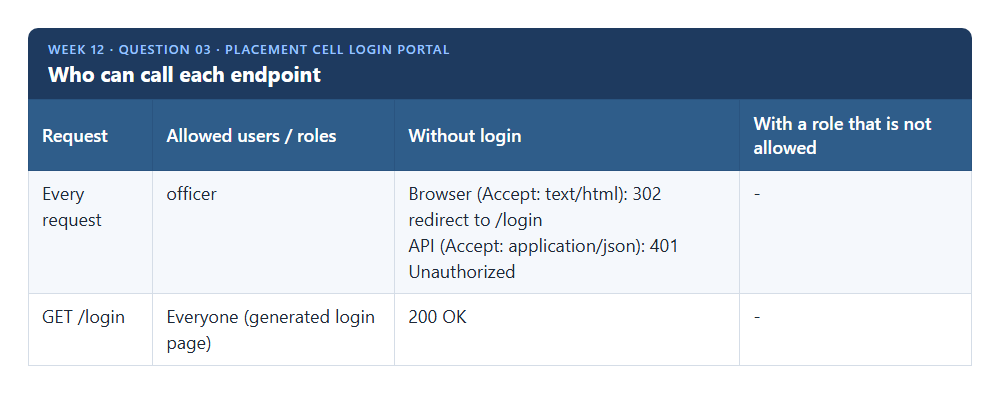 WEEK 12 · QUESTION 03 · PLACEMENT CELL LOGIN PORTAL
Who can call each endpoint
Request
Allowed users / roles
Without login
With a role that is not
allowed
Every
request
officer
Browser (Accept: text/html): 302
redirect to /login
API (Accept: application/json): 401
Unauthorized
-
GET /login
Everyone (generated login
page)
200 OK
-